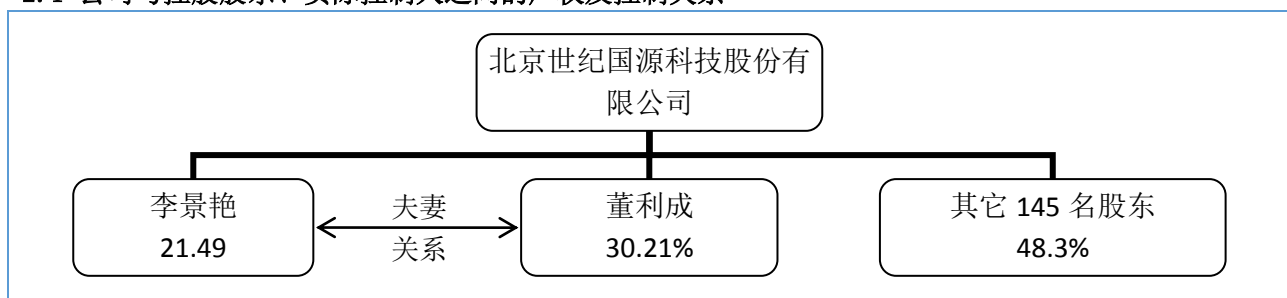 北京世纪国源科技股份有
限公司
李景艳
21.49
夫妻
关系
董利成
30.21%
其它 145 名股东
48.3%